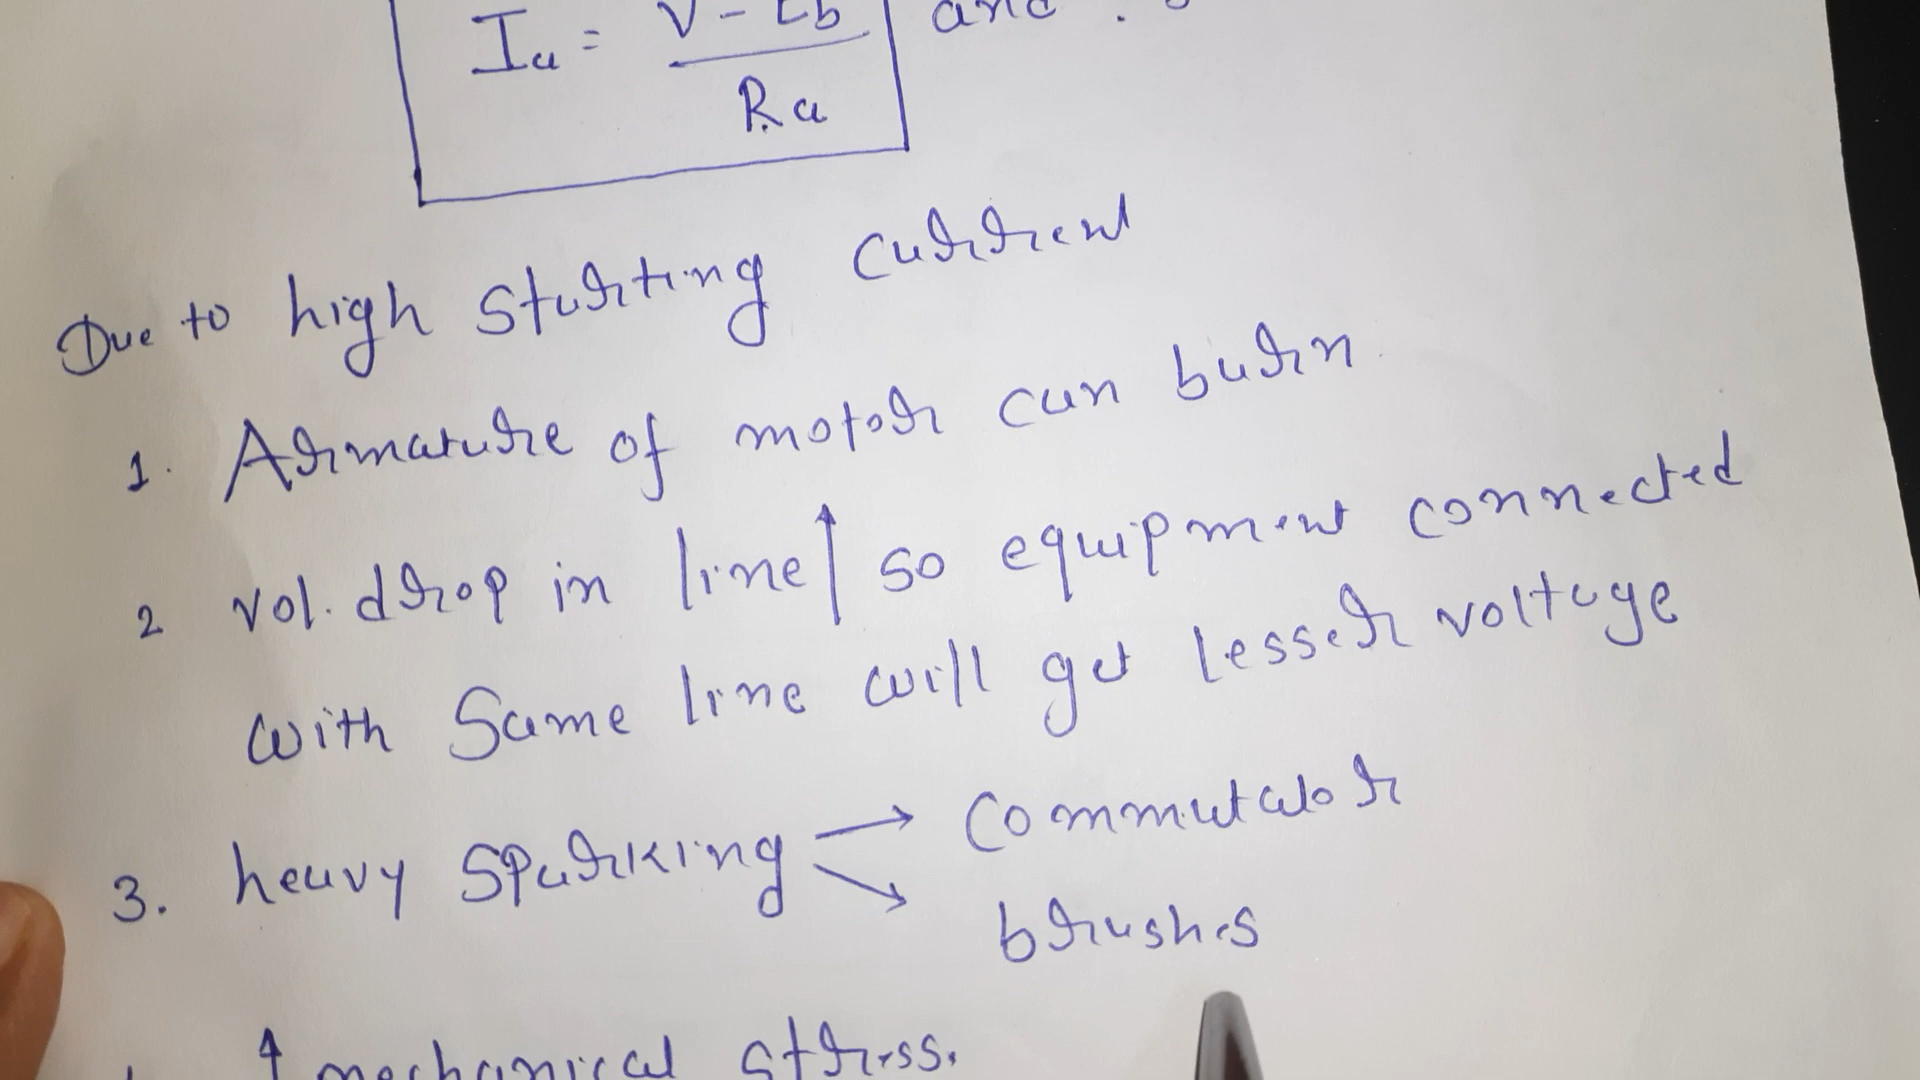 Ia = V - Eb / Ra and
Due to high starting current
1. Armature of motor can burn
2 vol. drop in line ↑ so equipment connected
with same line will get lesser voltage
3. heavy sparking → commutator
→ brushes
↑ mechanical stress.